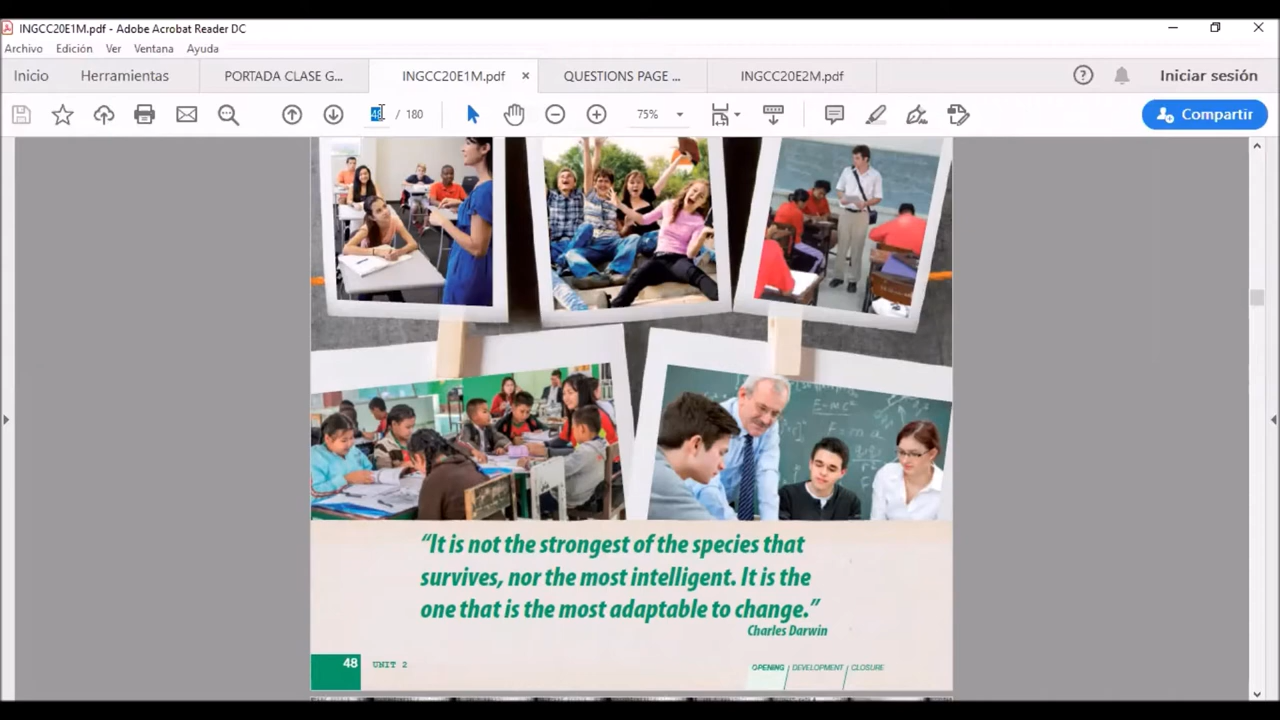 INGCC20E1M.pdf - Adobe Acrobat Reader DC
Archivo Edición Ver Ventana Ayuda
Inicio Herramientas PORTADA CLASE G... INGCC20E1M.pdf × QUESTIONS PAGE ... INGCC20E2M.pdf Iniciar sesión
48 / 180 75% Compartir
“It is not the strongest of the species that
survives, nor the most intelligent. It is the
one that is the most adaptable to change.”
Charles Darwin
48 UNIT 2 OPENING / DEVELOPMENT / CLOSURE